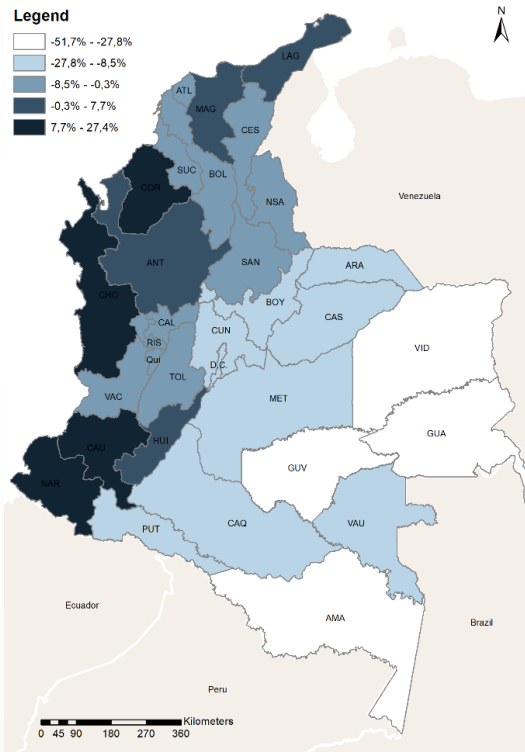 Legend
-51,7% - -27,8%
-27,8% - -8,5%
-8,5% - -0,3%
-0,3% - 7,7%
7,7% - 27,4%
N
LAG
ATL
MAG
CES
SUC
BOL
COR
NSA
Venezuela
ANT
SAN
ARA
CHO
BOY
CAS
CAL
CUN
RIS
Qui
D.C.
VID
TOL
VAC
MET
GUA
HUI
CAU
GUV
NAR
PUT
CAQ
VAU
Ecuador
AMA
Brazil
Peru
Kilometers
0 45 90 180 270 360